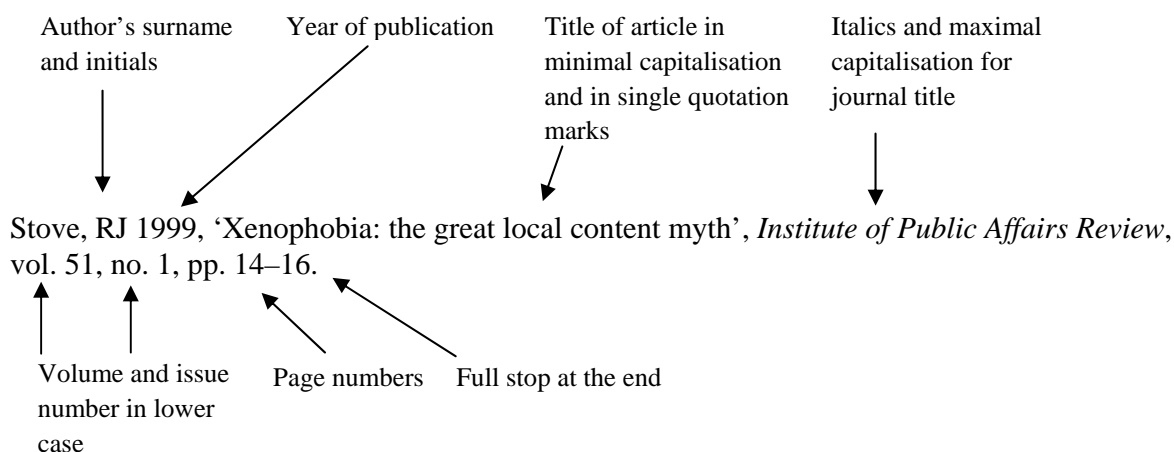 Author’s surname
and initials
Year of publication
Title of article in
minimal capitalisation
and in single quotation
marks
Italics and maximal
capitalisation for
journal title
Stove, RJ 1999, ‘Xenophobia: the great local content myth’, Institute of Public Affairs Review,
vol. 51, no. 1, pp. 14–16.
Volume and issue
number in lower
case
Page numbers
Full stop at the end